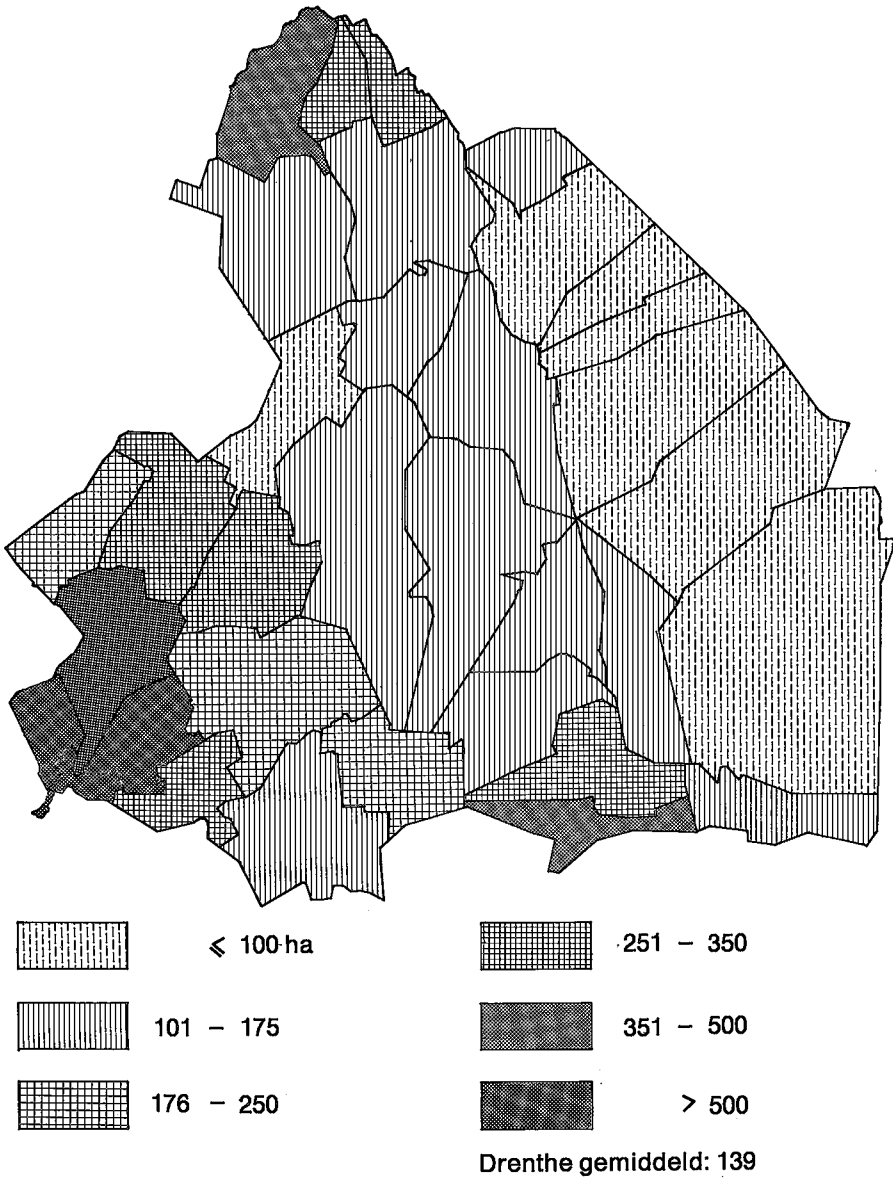 ≤ 100 ha
101 – 175
176 – 250
251 – 350
351 – 500
> 500
Drenthe gemiddeld: 139